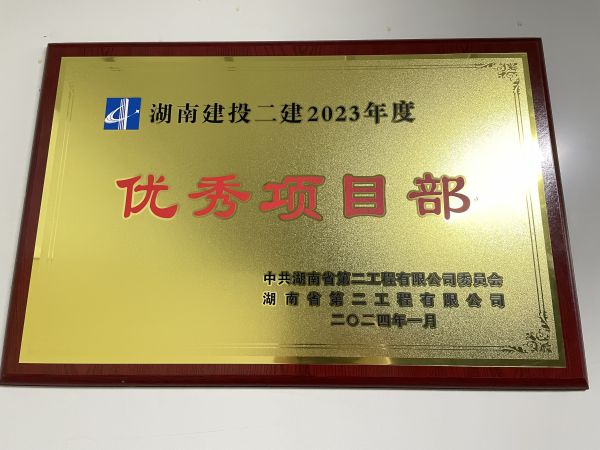 湖南建投二建2023年度
优秀项目部
中共湖南省第二工程有限公司委员会
湖南省第二工程有限公司
二〇二四年一月